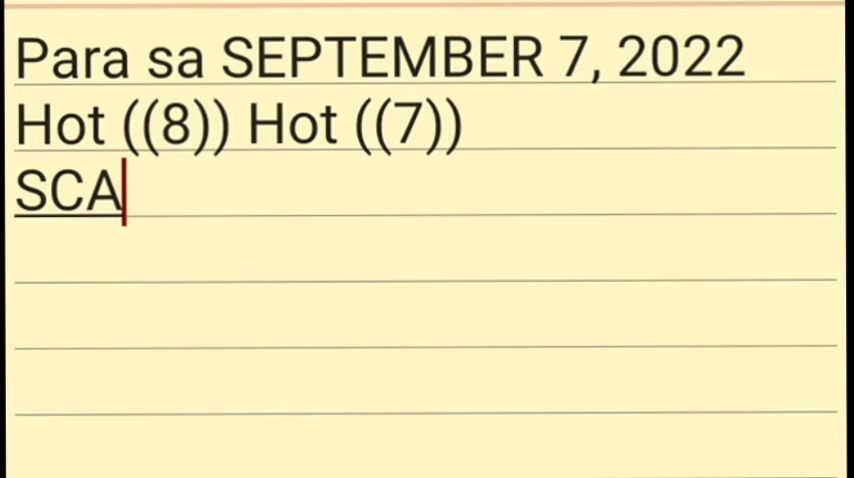 Para sa SEPTEMBER 7, 2022
Hot ((8)) Hot ((7))
SCA